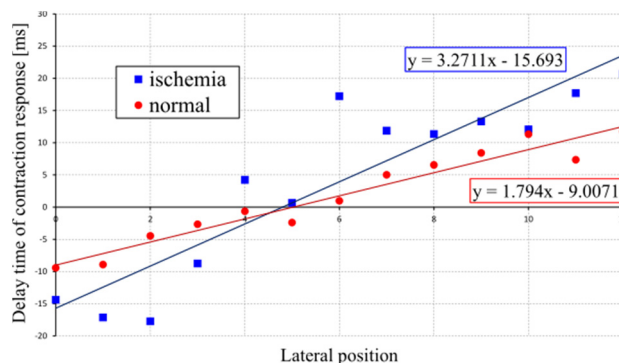 Delay time of contraction response [ms]
30
25
20
15
10
5
0
-5
-10
-15
-20
ischemia
normal
y = 3.2711x - 15.693
y = 1.794x - 9.0071
0
2
4
6
8
10
Lateral position